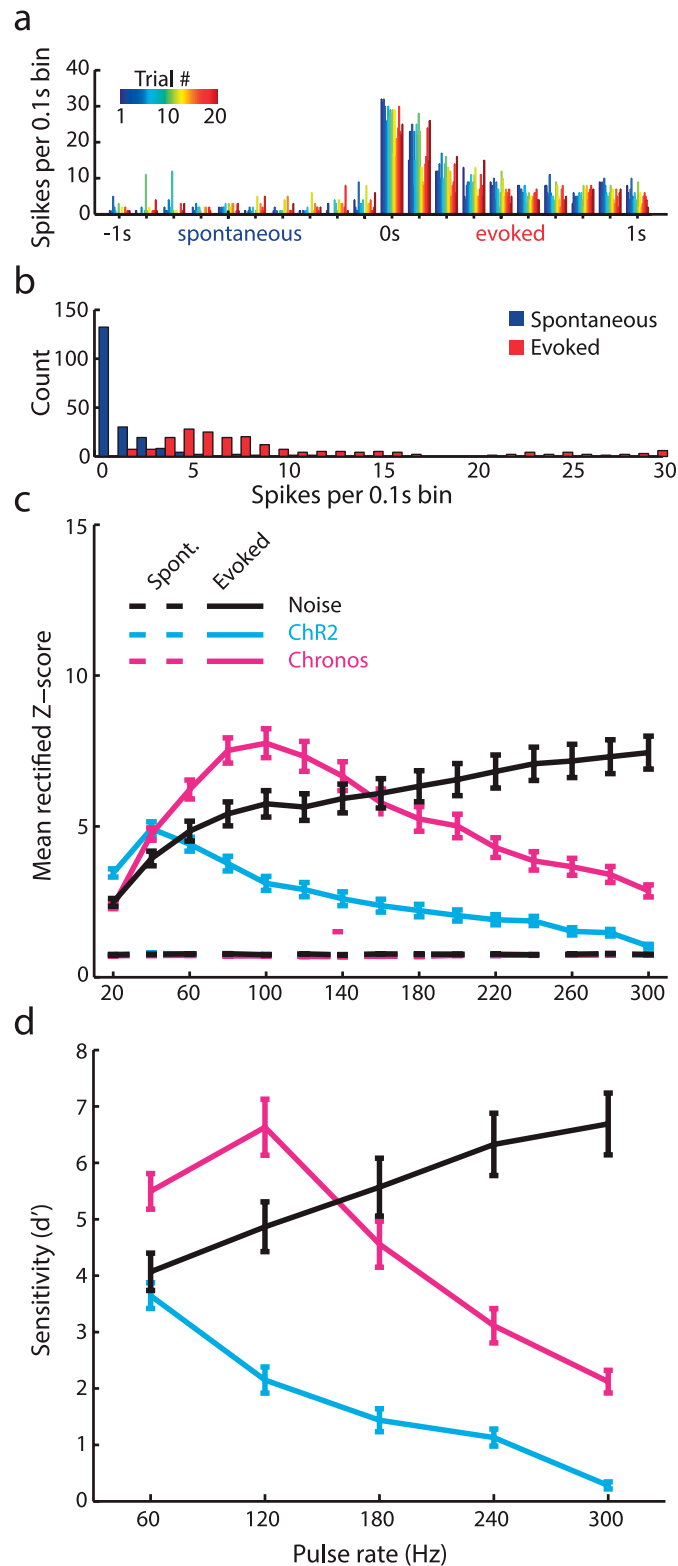 a
Spikes per 0.1s bin
40
30
20
10
0
Trial #
1 10 20
-1s spontaneous 0s evoked 1s
b
Count
150
100
50
0
Spontaneous
Evoked
0 5 10 15 20 25 30
Spikes per 0.1s bin
c
Mean rectified Z−score
15
10
5
0
Spont. Evoked
Noise
ChR2
Chronos
20 60 100 140 180 220 260 300
d
Sensitivity (d')
8
7
6
5
4
3
2
1
0
60 120 180 240 300
Pulse rate (Hz)